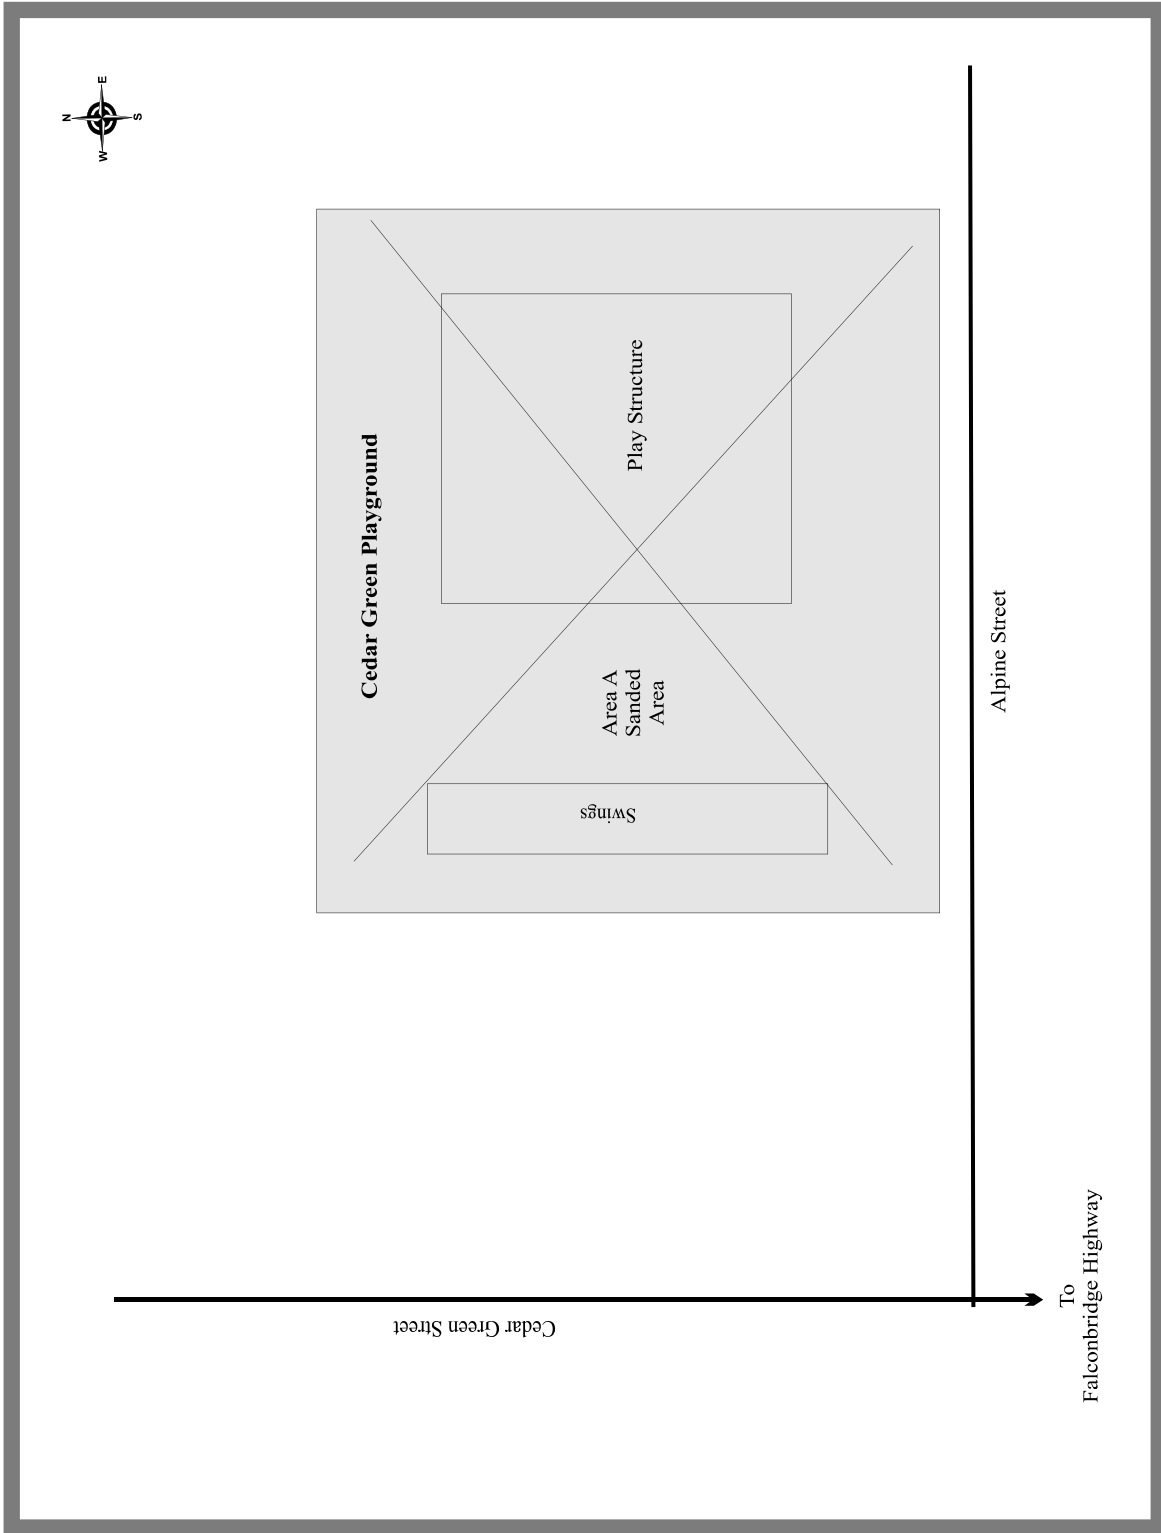 N
E
S
W
Cedar Green Playground
Play Structure
Area A
Sanded
Area
Swings
Alpine Street
Cedar Green Street
To
Falconbridge Highway